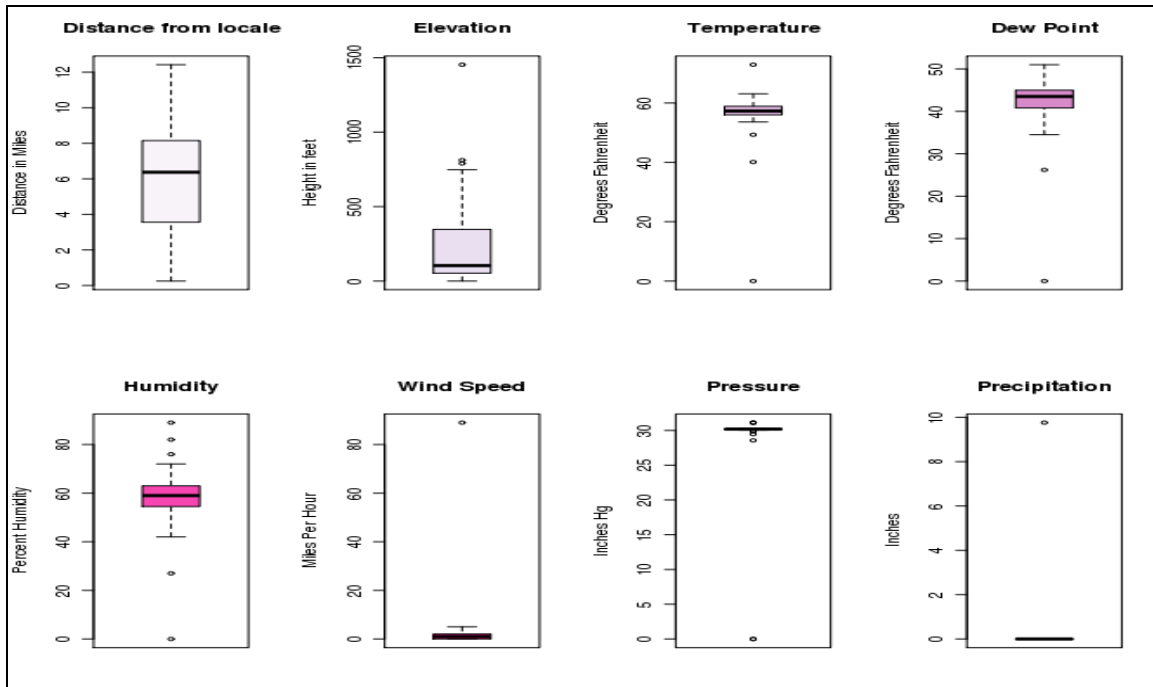 Distance from locale
Distance in Miles
0 2 4 6 8 10 12
Elevation
Height in feet
0 500 1000 1500
Temperature
Degrees Fahrenheit
0 20 40 60
Dew Point
Degrees Fahrenheit
0 10 20 30 40 50
Humidity
Percent Humidity
0 20 40 60 80
Wind Speed
Miles Per Hour
0 20 40 60 80
Pressure
Inches Hg
0 5 10 15 20 25 30
Precipitation
Inches
0 2 4 6 8 10